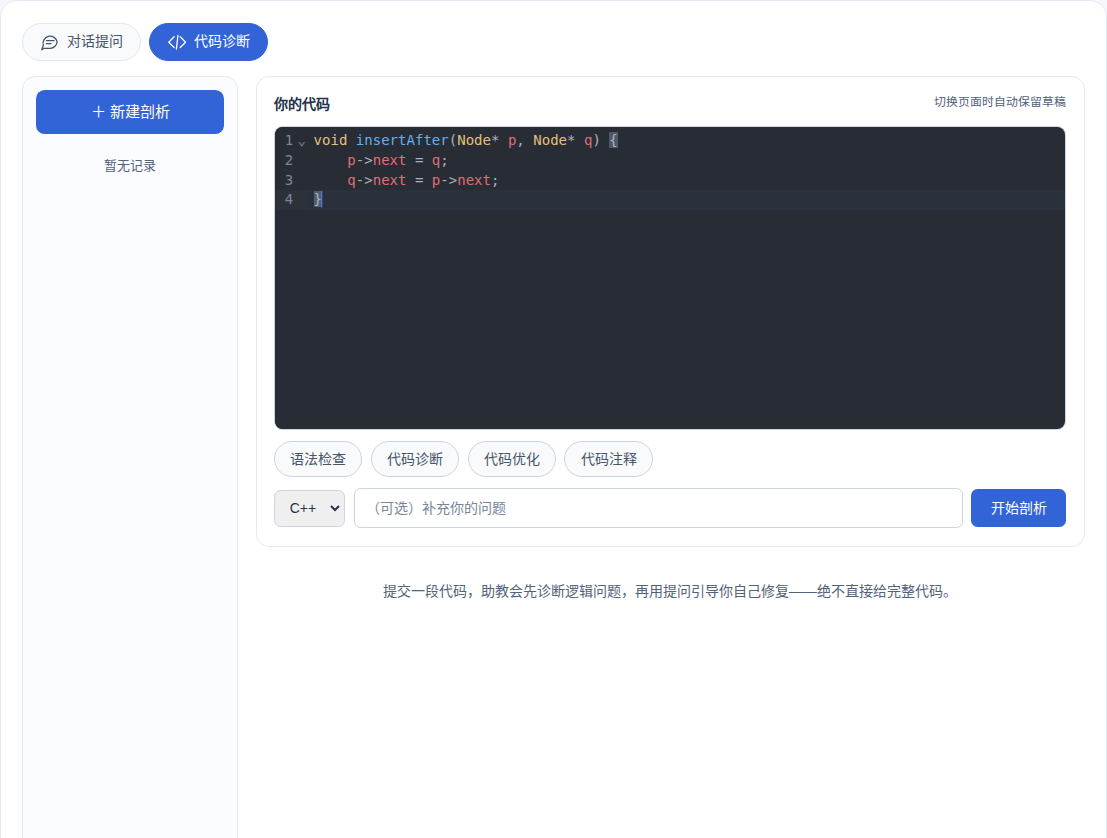 对话提问
代码诊断
＋ 新建剖析
暂无记录
你的代码
切换页面时自动保留草稿
1 void insertAfter(Node* p, Node* q) {
2     p->next = q;
3     q->next = p->next;
4 }
语法检查
代码诊断
代码优化
代码注释
C++
（可选）补充你的问题
开始剖析
提交一段代码，助教会先诊断逻辑问题，再用提问引导你自己修复——绝不直接给完整代码。